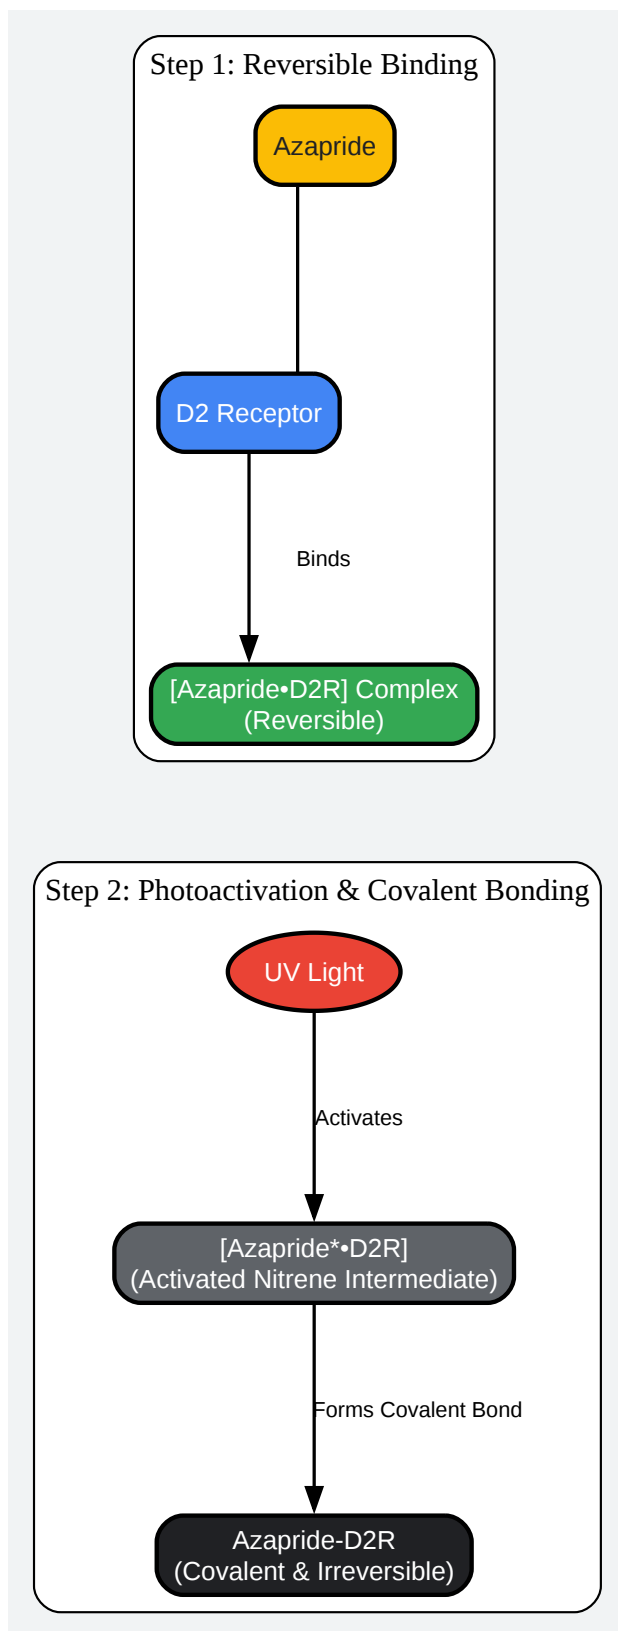 Step 1: Reversible Binding
Azapride
D2 Receptor
Binds
[Azapride•D2R] Complex
(Reversible)
Step 2: Photoactivation & Covalent Bonding
UV Light
Activates
[Azapride*•D2R]
(Activated Nitrene Intermediate)
Forms Covalent Bond
Azapride-D2R
(Covalent & Irreversible)